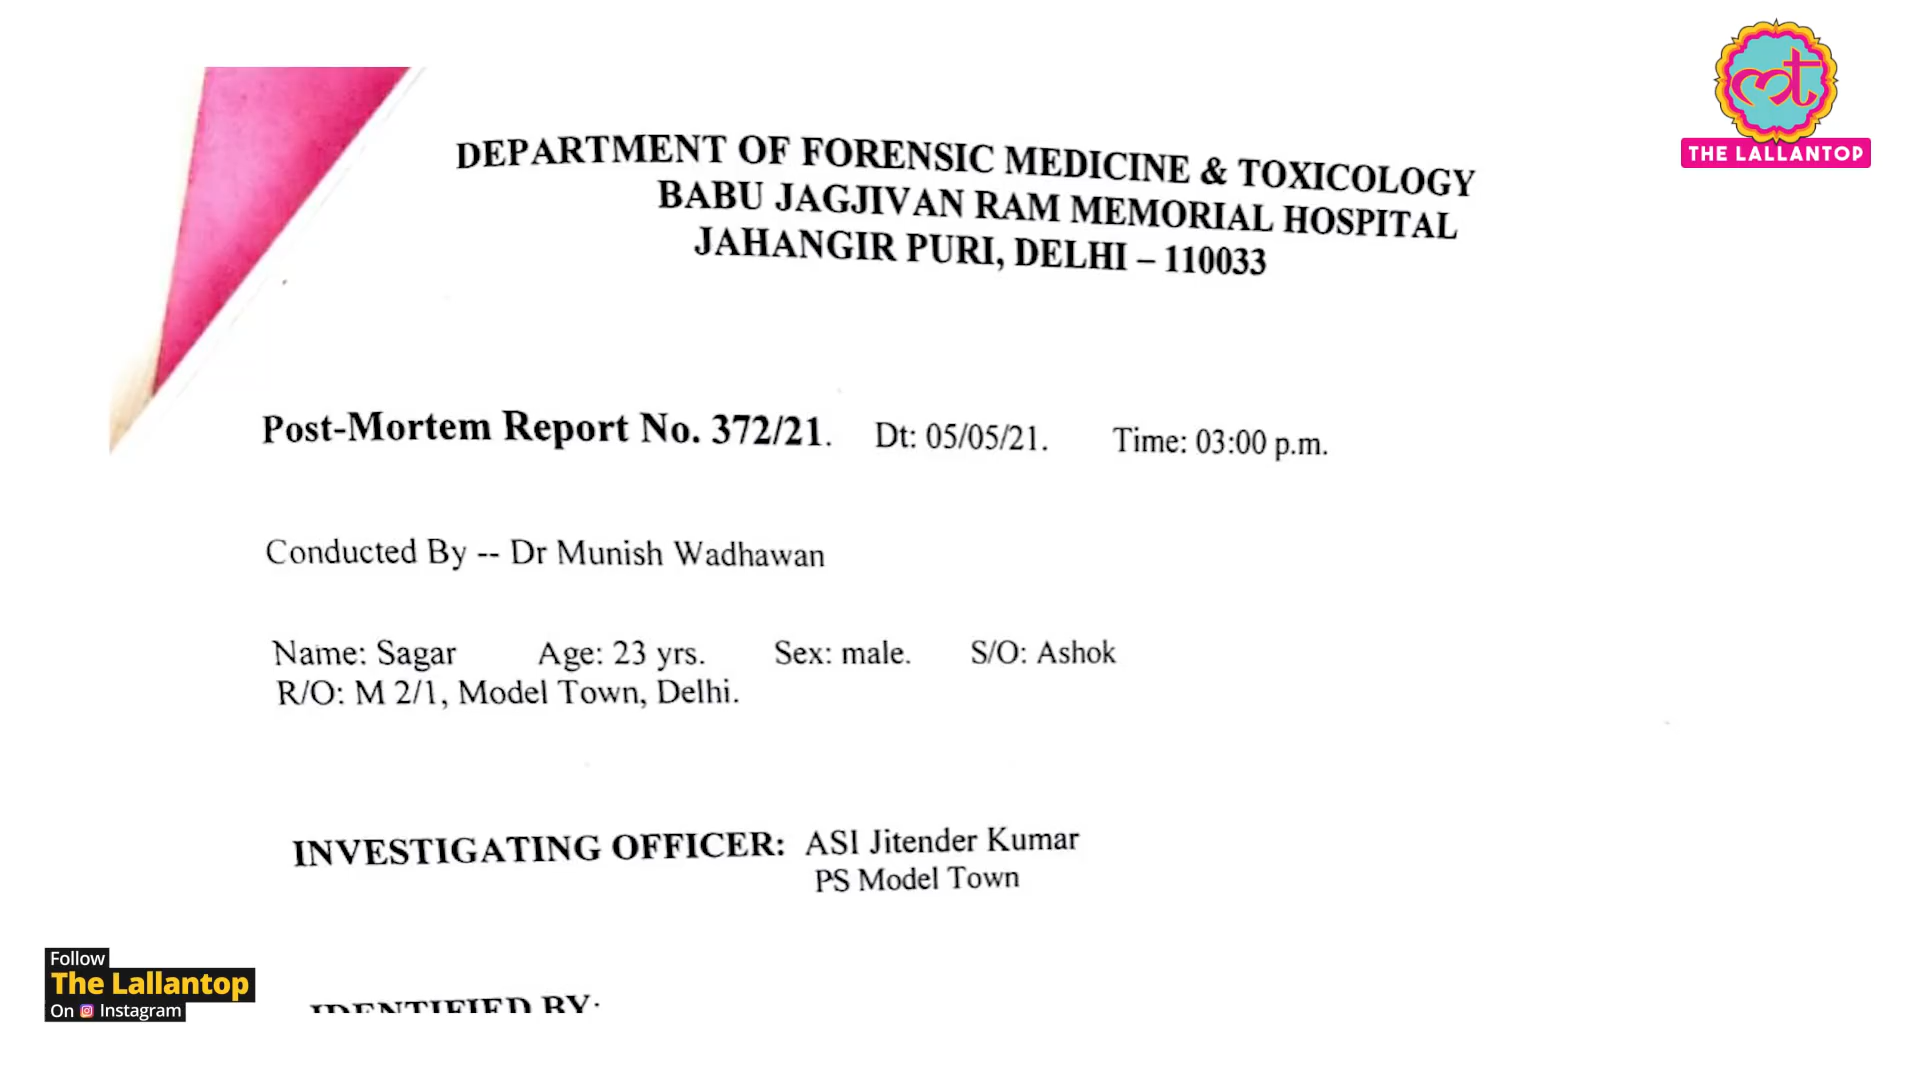 THE LALLANTOP
DEPARTMENT OF FORENSIC MEDICINE & TOXICOLOGY
BABU JAGJIVAN RAM MEMORIAL HOSPITAL
JAHANGIR PURI, DELHI – 110033
Post-Mortem Report No. 372/21. Dt: 05/05/21. Time: 03:00 p.m.
Conducted By -- Dr Munish Wadhawan
Name: Sagar Age: 23 yrs. Sex: male. S/O: Ashok
R/O: M 2/1, Model Town, Delhi.
INVESTIGATING OFFICER: ASI Jitender Kumar
PS Model Town
IDENTIFIED BY:
Follow
The Lallantop
On Instagram